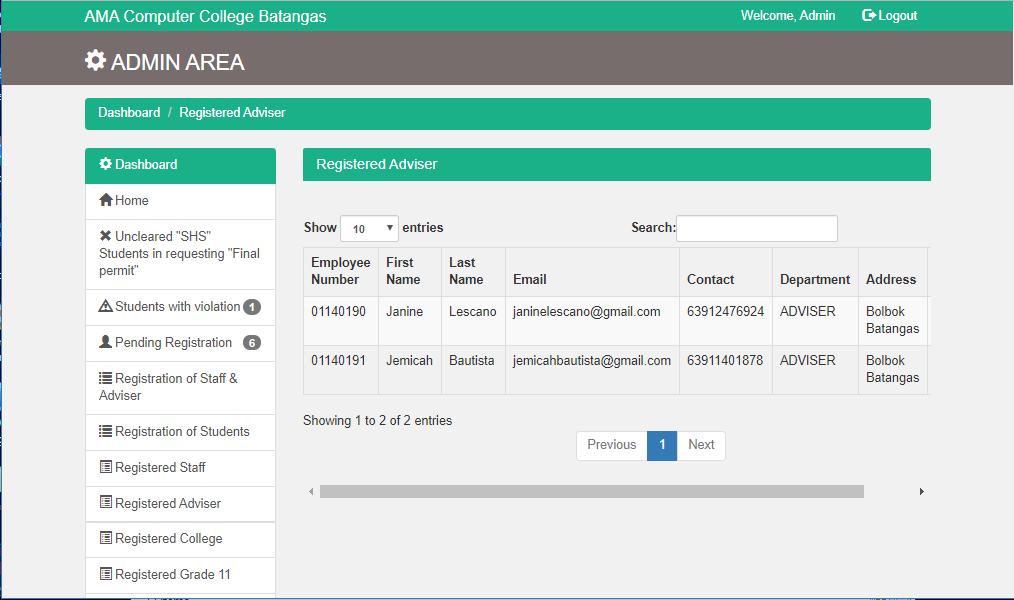 AMA Computer College Batangas
Welcome, Admin
Logout
ADMIN AREA
Dashboard / Registered Adviser
Dashboard
Home
Uncleared "SHS"
Students in requesting "Final
permit"
Students with violation 1
Pending Registration 6
Registration of Staff &
Adviser
Registration of Students
Registered Staff
Registered Adviser
Registered College
Registered Grade 11
Registered Adviser
Show 10 entries
Search:
Employee Number First Name Last Name Email Contact Department Address
01140190 Janine Lescano janinelescano@gmail.com 63912476924 ADVISER Bolbok
Batangas
01140191 Jemicah Bautista jemicahbautista@gmail.com 63911401878 ADVISER Bolbok
Batangas
Showing 1 to 2 of 2 entries
Previous 1 Next